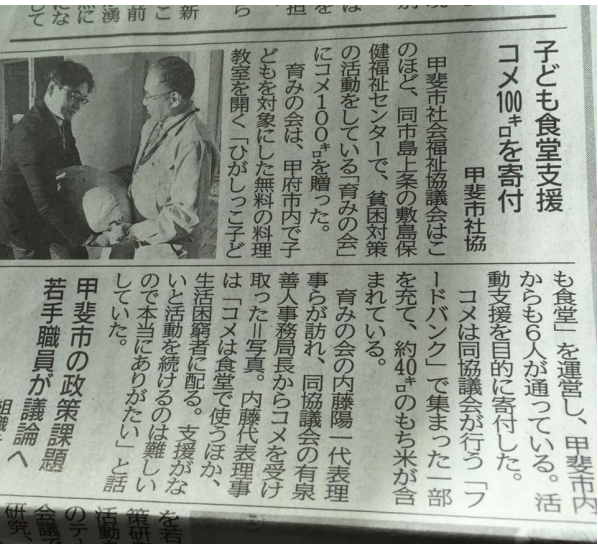 子ども食堂支援
コメ100㌔を寄付
甲斐市社協
甲斐市社会福祉協議会はこ
のほど、同市島上条の敷島保
健福祉センターで、貧困対策
の活動をしている「育みの会」
にコメ100㌔を贈った。
育みの会は、甲府市内で子
どもを対象にした無料の料理
教室を開く「ひがしっこ子ど
も食堂」を運営し、甲斐市内
からも6人が通っている。活
動支援を目的に寄付した。
コメは同協議会が行う「フ
ードバンク」で集まった一部
を充て、約40㌔のもち米が含
まれている。
育みの会の内藤陽一代表理
事らが訪れ、同協議会の有泉
善人事務局長からコメを受け
取った＝写真。内藤代表理事
は「コメは食堂で使うほか、
生活困窮者に配る。支援がな
いと活動を続けるのは難しい
ので本当にありがたい」と話
していた。
甲斐市の政策課題
若手職員が議論へ